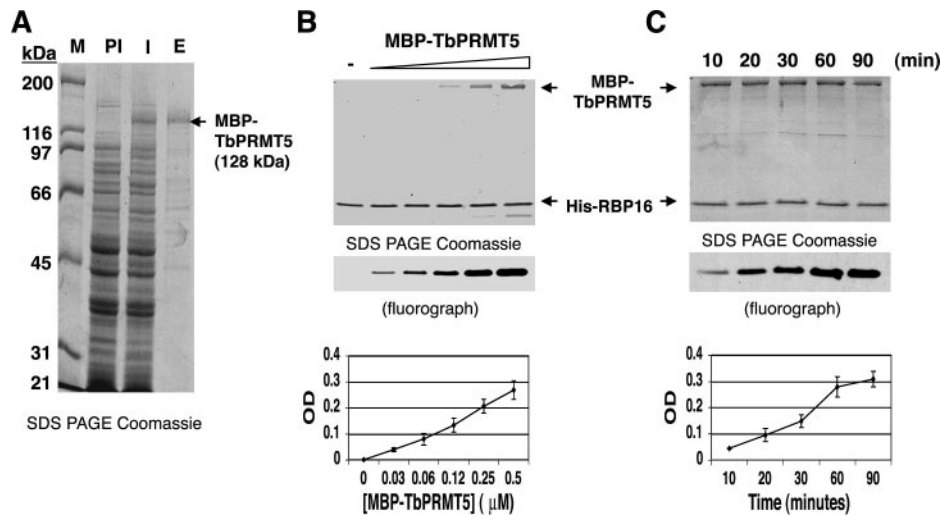 A
kDa M PI I E
200
116
97
66
45
31
21
MBP-
TbPRMT5
(128 kDa)
SDS PAGE Coomassie
B
MBP-TbPRMT5
-
MBP-
TbPRMT5
His-RBP16
SDS PAGE Coomassie
(fluorograph)
OD
0.4
0.3
0.2
0.1
0
0 0.03 0.06 0.12 0.25 0.5
[MBP-TbPRMT5] ( μM)
C
10 20 30 60 90 (min)
SDS PAGE Coomassie
(fluorograph)
OD
0.4
0.3
0.2
0.1
0
10 20 30 60 90
Time (minutes)